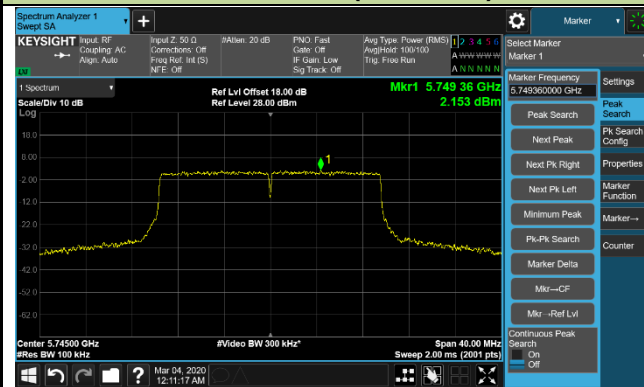 Spectrum Analyzer 1
Swept SA
+
Marker
KEYSIGHT
Input: RF
Coupling: AC
Align: Auto
Input Z: 50 Ω
Corrections: Off
Freq Ref: Int (S)
NFE: Off
#Atten: 20 dB
PNO: Fast
Gate: Off
IF Gain: Low
Sig Track: Off
Avg Type: Power (RMS)
Avg|Hold: 100/100
Trig: Free Run
1 2 3 4 5 6
A W W W W W
A N N N N N
LM
Select Marker
Marker 1
1 Spectrum
Scale/Div 10 dB
Log
Ref Lvl Offset 18.00 dB
Ref Level 28.00 dBm
Mkr1 5.749 36 GHz
2.153 dBm
18.0
8.00
-2.00
-12.0
-22.0
-32.0
-42.0
-52.0
-62.0
1
Center 5.74500 GHz
#Res BW 100 kHz
#Video BW 300 kHz*
Span 40.00 MHz
Sweep 2.00 ms (2001 pts)
Marker Frequency
5.749360000 GHz
Peak Search
Next Peak
Next Pk Right
Next Pk Left
Minimum Peak
Pk-Pk Search
Marker Delta
Mkr→CF
Mkr→Ref Lvl
Continuous Peak
Search
On
Off
Settings
Peak
Search
Pk Search
Config
Properties
Marker
Function
Marker→
Counter
?
Mar 04, 2020
12:11:17 AM